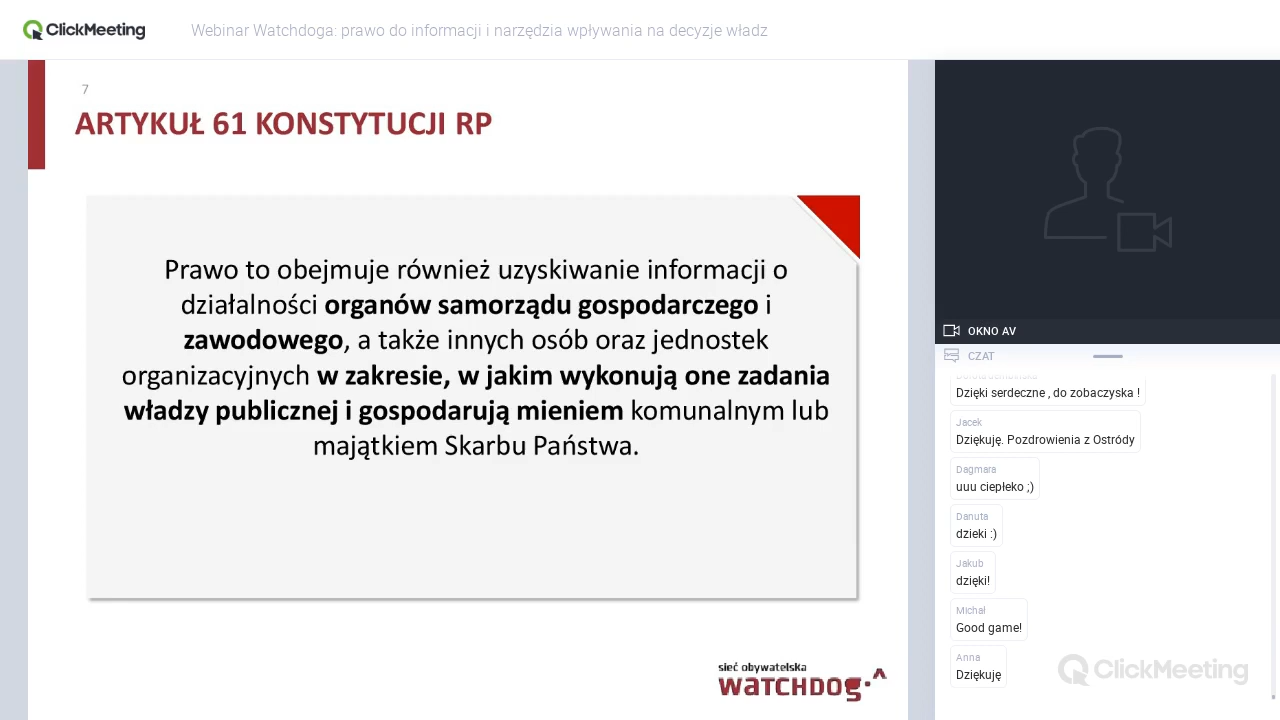 ClickMeeting
Webinar Watchdoga: prawo do informacji i narzędzia wpływania na decyzje władz
7
ARTYKUŁ 61 KONSTYTUCJI RP
Prawo to obejmuje również uzyskiwanie informacji o
działalności organów samorządu gospodarczego i
zawodowego, a także innych osób oraz jednostek
organizacyjnych w zakresie, w jakim wykonują one zadania
władzy publicznej i gospodarują mieniem komunalnym lub
majątkiem Skarbu Państwa.
sieć obywatelska
WATCHDOG
OKNO AV
CZAT
Dzięki serdeczne , do zobaczyska !
Jacek
Dziękuję. Pozdrowienia z Ostródy
Dagmara
uuu ciepłeko ;)
Danuta
dzieki :)
Jakub
dzięki!
Michał
Good game!
Anna
Dziękuję
ClickMeeting